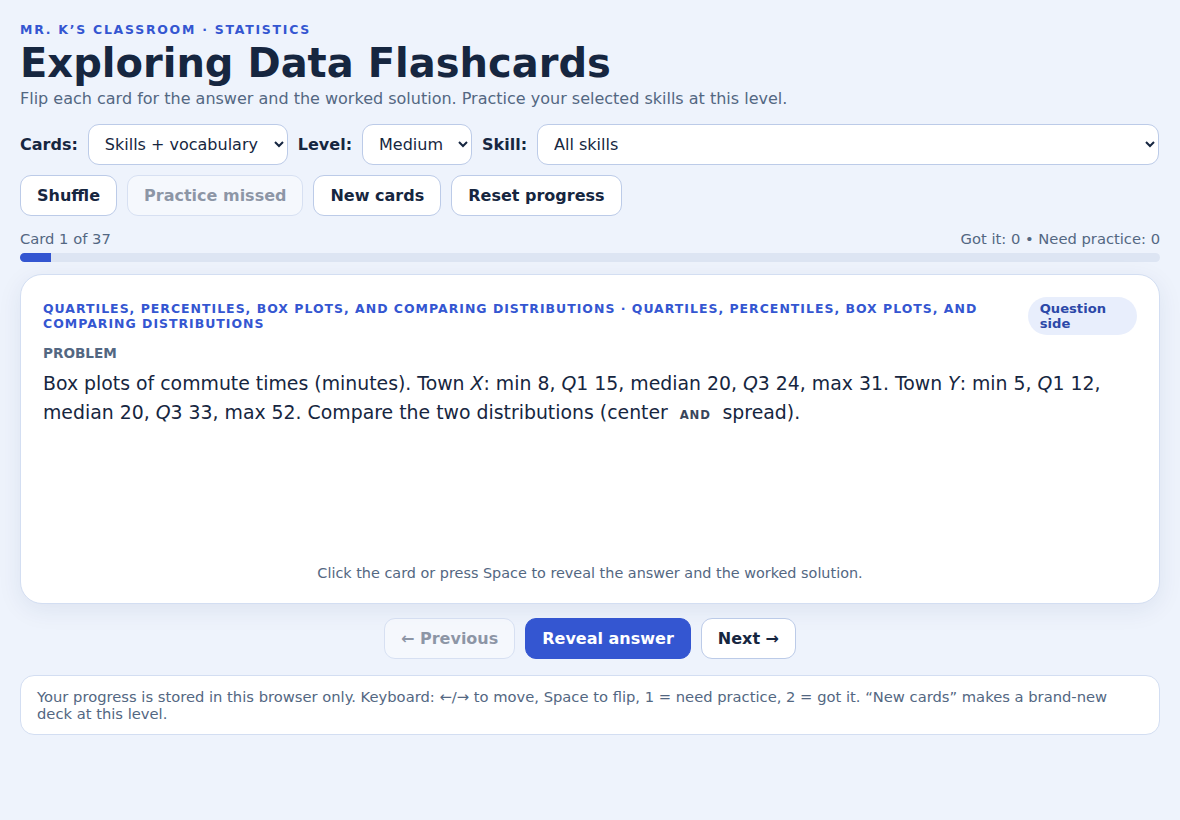 MR. K’S CLASSROOM · STATISTICS
Exploring Data Flashcards
Flip each card for the answer and the worked solution. Practice your selected skills at this level.
Cards: Skills + vocabulary Level: Medium Skill: All skills
Shuffle Practice missed New cards Reset progress
Card 1 of 37 Got it: 0 • Need practice: 0
QUARTILES, PERCENTILES, BOX PLOTS, AND COMPARING DISTRIBUTIONS · QUARTILES, PERCENTILES, BOX PLOTS, AND
COMPARING DISTRIBUTIONS
Question
side
PROBLEM
Box plots of commute times (minutes). Town X: min 8, Q1 15, median 20, Q3 24, max 31. Town Y: min 5, Q1 12,
median 20, Q3 33, max 52. Compare the two distributions (center AND spread).
Click the card or press Space to reveal the answer and the worked solution.
← Previous Reveal answer Next →
Your progress is stored in this browser only. Keyboard: ←/→ to move, Space to flip, 1 = need practice, 2 = got it. “New cards” makes a brand-new
deck at this level.